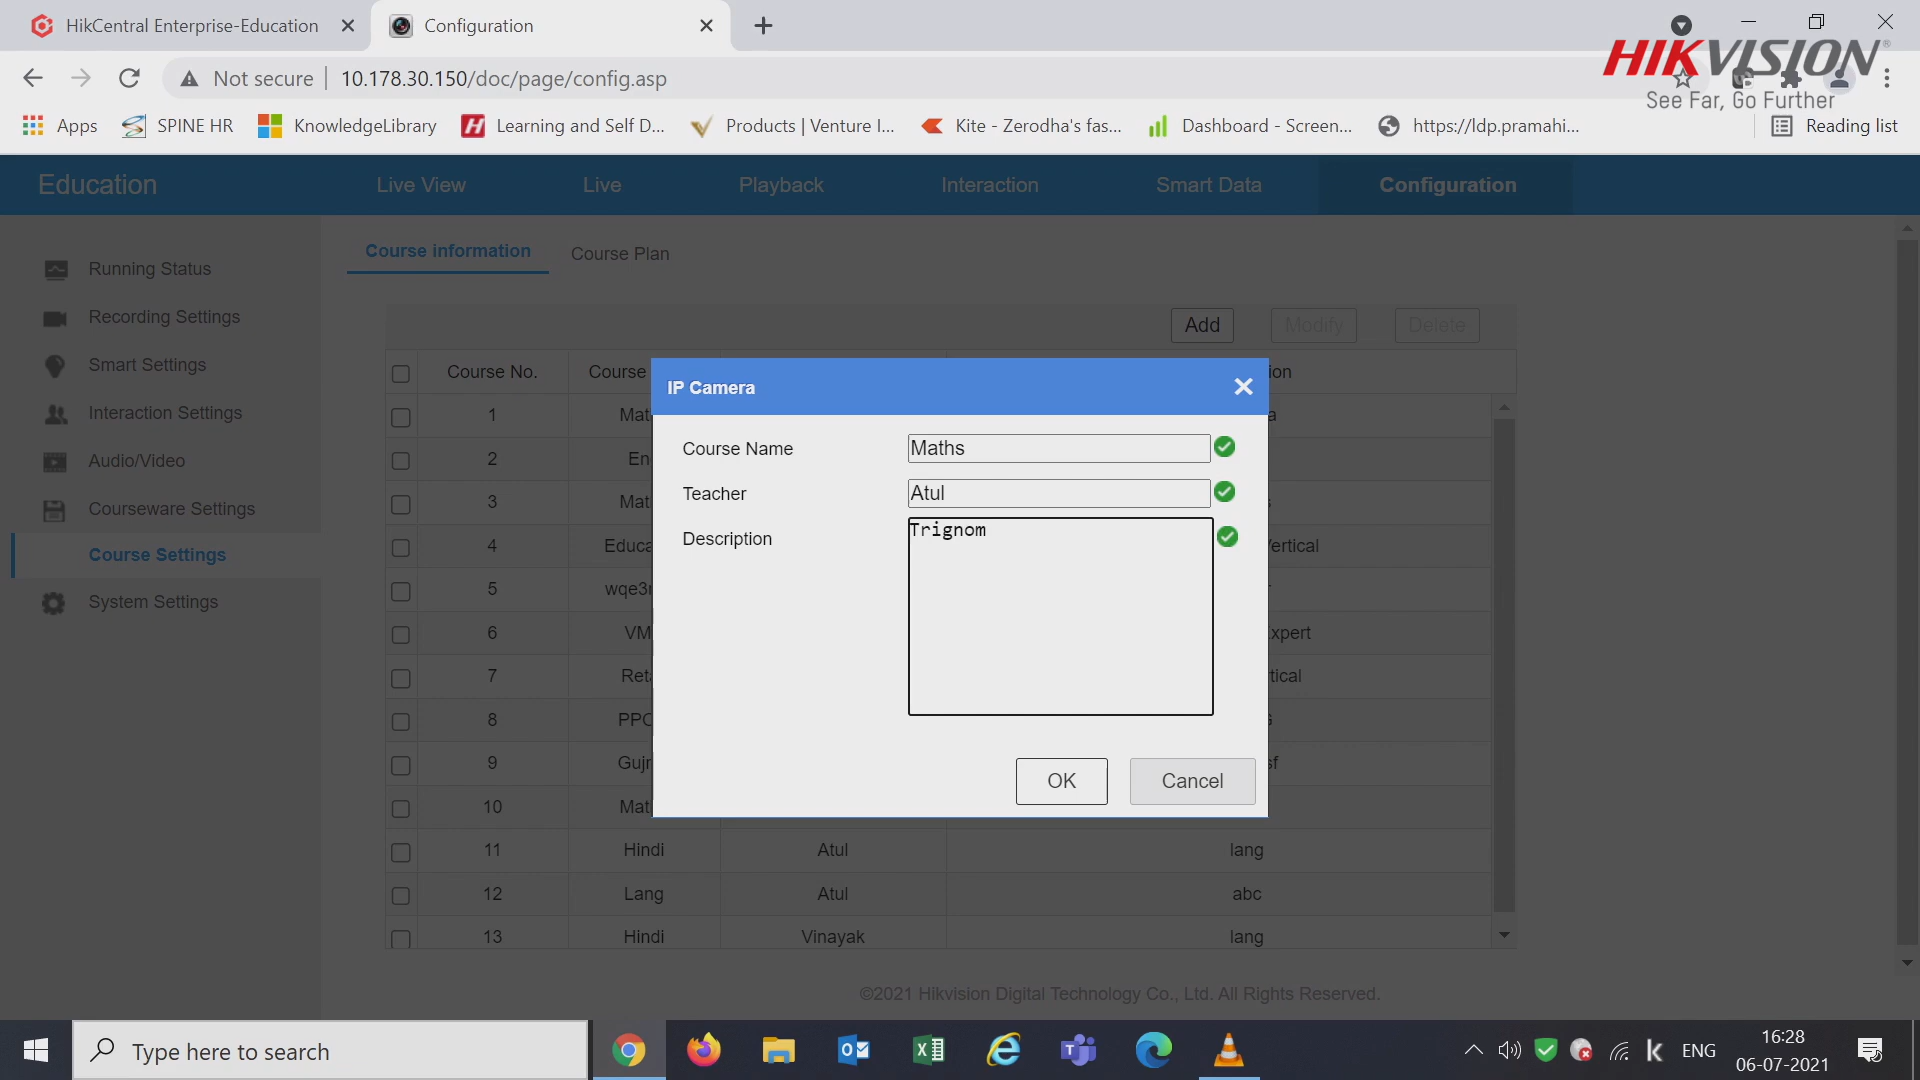 HikCentral Enterprise-Education
Configuration
HIKVISION
See Far, Go Further
Not secure
10.178.30.150/doc/page/config.asp
Apps
SPINE HR
KnowledgeLibrary
Learning and Self D...
Products | Venture I...
Kite - Zerodha's fas...
Dashboard - Screen...
https://ldp.pramahi...
Reading list
Education
Live View
Live
Playback
Interaction
Smart Data
Configuration
Running Status
Recording Settings
Smart Settings
Interaction Settings
Audio/Video
Courseware Settings
Course Settings
System Settings
Course information
Course Plan
Add
Modify
Delete
Course No.
Course
ion
1
Mat
a
2
En
3
Mat
s
4
Educa
Vertical
5
wqe3r
r
6
VM
xpert
7
Reta
tical
8
PPC
9
Gujr
sf
10
Mat
11
Hindi
Atul
lang
12
Lang
Atul
abc
13
Hindi
Vinayak
lang
IP Camera
Course Name
Maths
Teacher
Atul
Description
Trignom
OK
Cancel
©2021 Hikvision Digital Technology Co., Ltd. All Rights Reserved.
Type here to search
ENG
16:28
06-07-2021